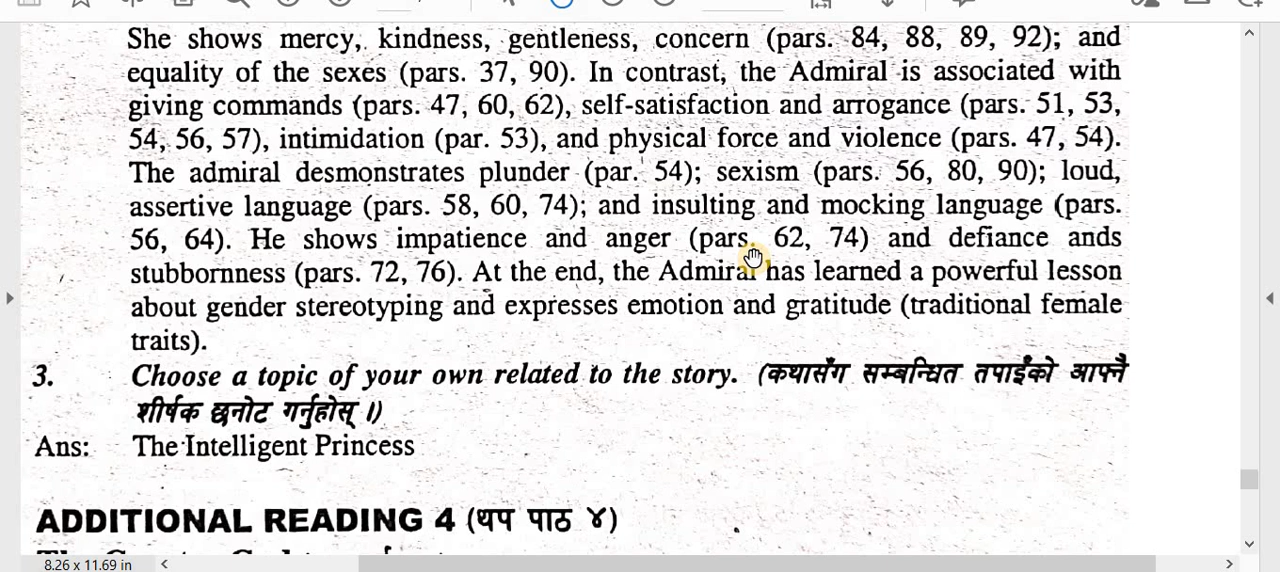 She shows mercy, kindness, gentleness, concern (pars. 84, 88, 89, 92); and
equality of the sexes (pars. 37, 90). In contrast, the Admiral is associated with
giving commands (pars. 47, 60, 62), self-satisfaction and arrogance (pars. 51, 53,
54, 56, 57), intimidation (par. 53), and physical force and violence (pars. 47, 54).
The admiral desmonstrates plunder (par. 54); sexism (pars. 56, 80, 90); loud,
assertive language (pars. 58, 60, 74); and insulting and mocking language (pars.
56, 64). He shows impatience and anger (pars. 62, 74) and defiance ands
stubbornness (pars. 72, 76). At the end, the Admiral has learned a powerful lesson
about gender stereotyping and expresses emotion and gratitude (traditional female
traits).
3. Choose a topic of your own related to the story. (कथासँग सम्बन्धित तपाईंको आफ्नै
शीर्षक छनोट गर्नुहोस् ।)
Ans: The Intelligent Princess
ADDITIONAL READING 4 (थप पाठ ४)
8.26 x 11.69 in